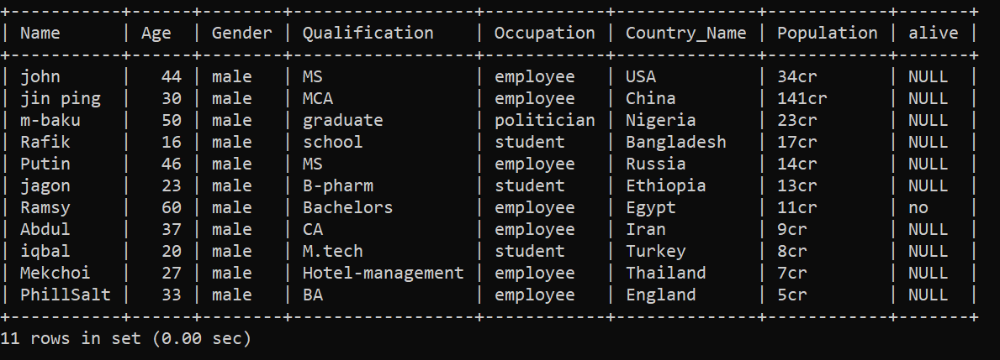 +-----------+------+--------+------------------+------------+--------------+------------+-------+
| Name      | Age  | Gender | Qualification    | Occupation | Country_Name | Population | alive |
+-----------+------+--------+------------------+------------+--------------+------------+-------+
| john      |   44 | male   | MS               | employee   | USA          | 34cr       | NULL  |
| jin ping  |   30 | male   | MCA              | employee   | China        | 141cr      | NULL  |
| m-baku    |   50 | male   | graduate         | politician | Nigeria      | 23cr       | NULL  |
| Rafik     |   16 | male   | school           | student    | Bangladesh   | 17cr       | NULL  |
| Putin     |   46 | male   | MS               | employee   | Russia       | 14cr       | NULL  |
| jagon     |   23 | male   | B-pharm          | student    | Ethiopia     | 13cr       | NULL  |
| Ramsy     |   60 | male   | Bachelors        | employee   | Egypt        | 11cr       | no    |
| Abdul     |   37 | male   | CA               | employee   | Iran         | 9cr        | NULL  |
| iqbal     |   20 | male   | M.tech           | student    | Turkey       | 8cr        | NULL  |
| Mekchoi   |   27 | male   | Hotel-management | employee   | Thailand     | 7cr        | NULL  |
| PhillSalt |   33 | male   | BA               | employee   | England      | 5cr        | NULL  |
+-----------+------+--------+------------------+------------+--------------+------------+-------+
11 rows in set (0.00 sec)